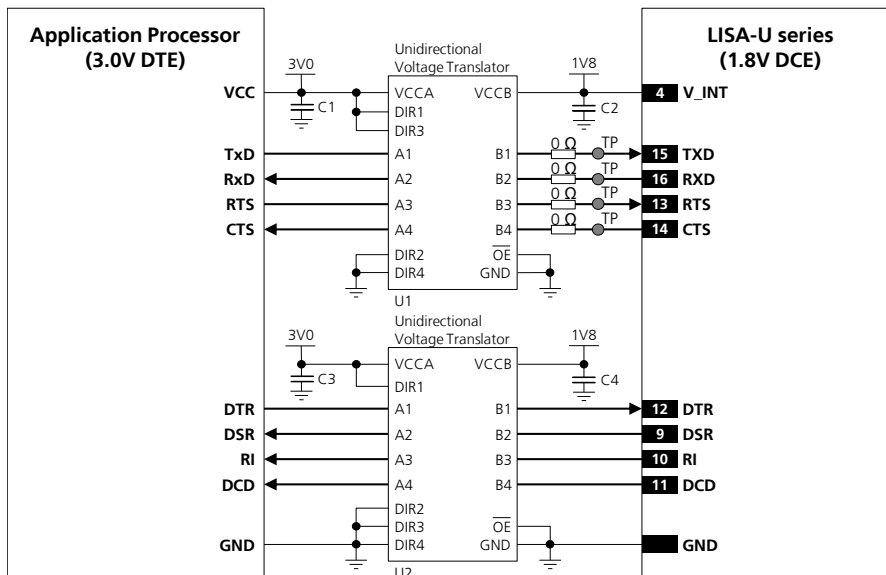 Application Processor
(3.0V DTE)
LISA-U series
(1.8V DCE)
Unidirectional
Voltage Translator
3V0
1V8
VCC
VCCA
VCCB
4 V_INT
C1
DIR1
C2
DIR3
0 Ω TP
TxD
A1
B1
15 TXD
0 Ω TP
RxD
A2
B2
16 RXD
0 Ω TP
RTS
A3
B3
13 RTS
0 Ω TP
CTS
A4
B4
14 CTS
DIR2
OE
DIR4
GND
U1
Unidirectional
Voltage Translator
3V0
1V8
VCCA
VCCB
C3
DIR1
C4
DTR
A1
B1
12 DTR
DSR
A2
B2
9 DSR
RI
A3
B3
10 RI
DCD
A4
B4
11 DCD
DIR2
DIR3
OE
GND
DIR4
GND
GND
U2